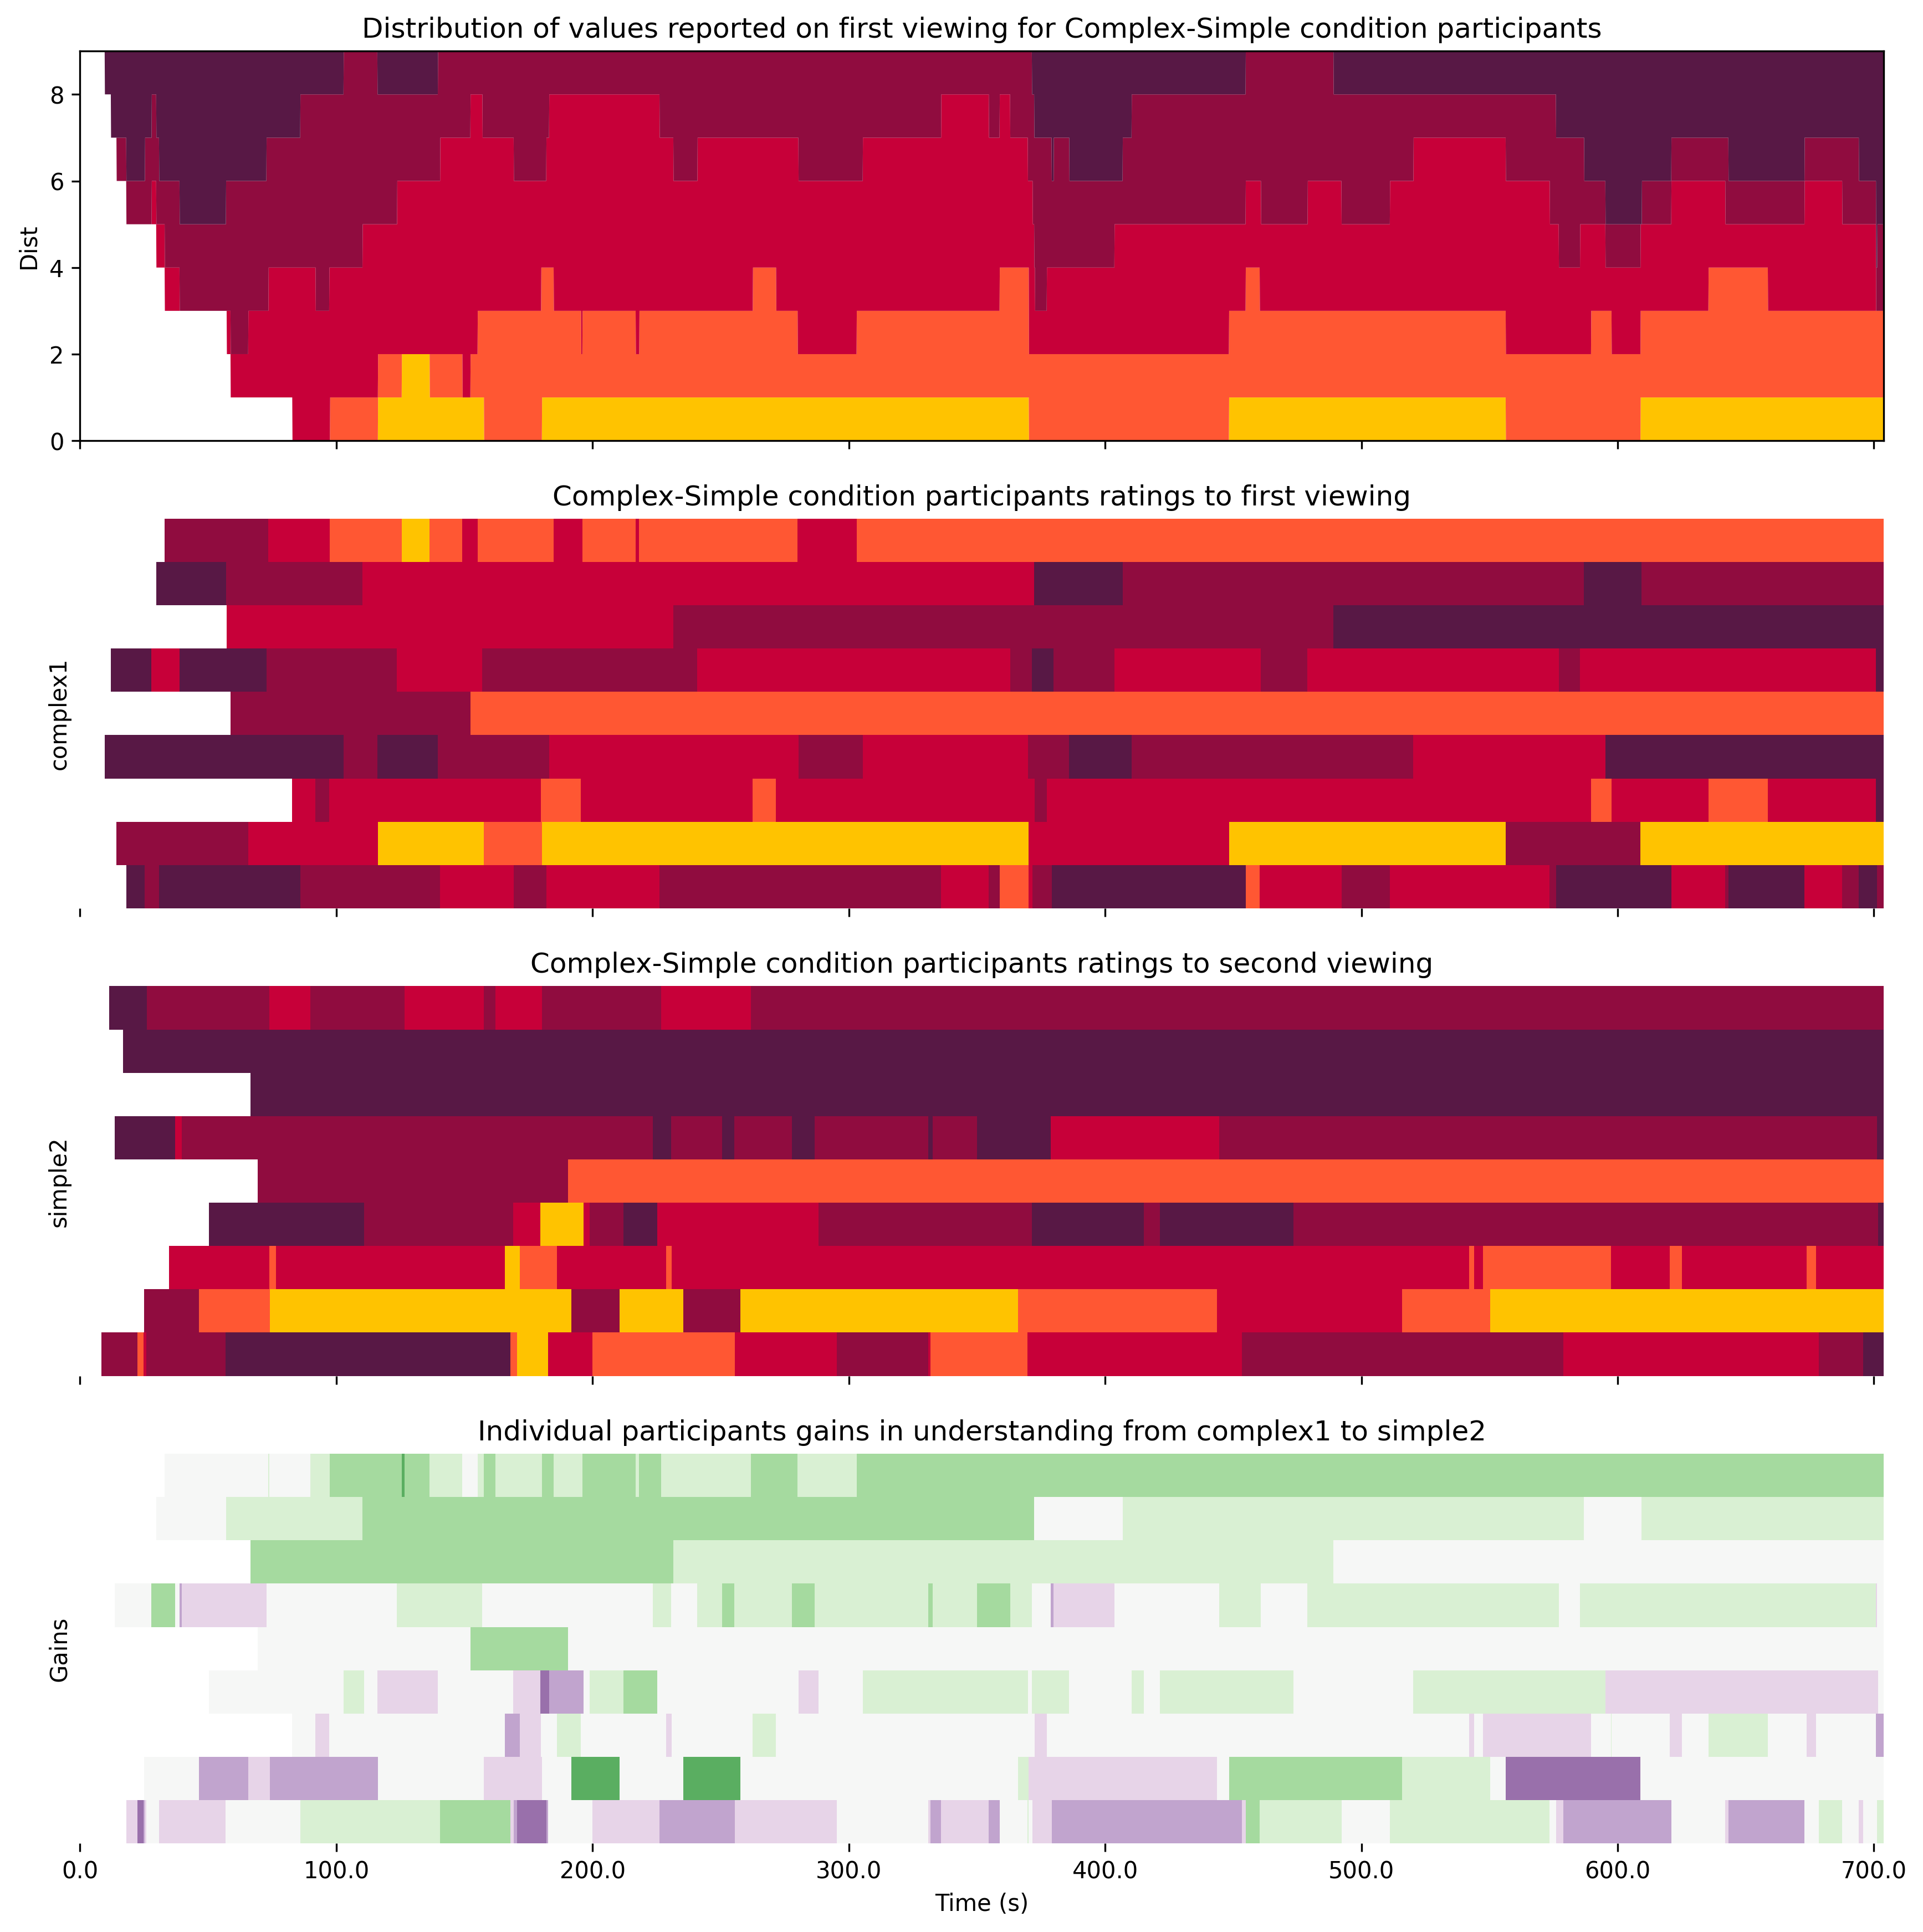 Distribution of values reported on first viewing for Complex-Simple condition participants
8
6
4
2
0
Dist
Complex-Simple condition participants ratings to first viewing
complex1
Complex-Simple condition participants ratings to second viewing
simple2
Individual participants gains in understanding from complex1 to simple2
Gains
0.0 100.0 200.0 300.0 400.0 500.0 600.0 700.0
Time (s)